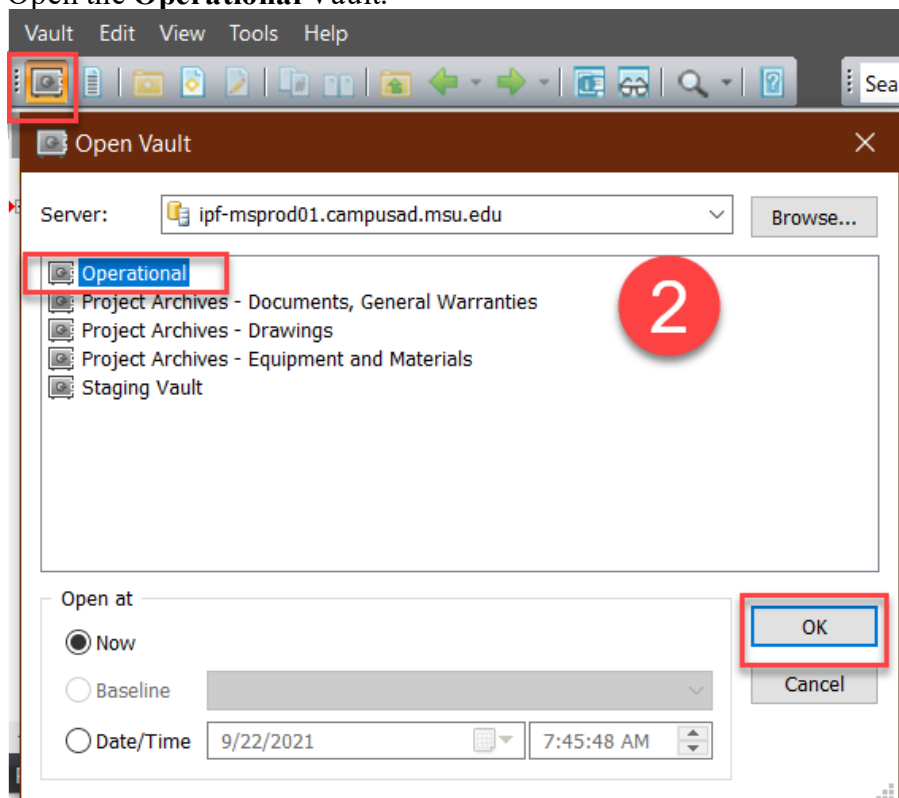 Open the Operational Vault.
Vault Edit View Tools Help
Sea
Open Vault
Server: ipf-msprod01.campusad.msu.edu Browse...
Operational
Project Archives - Documents, General Warranties
Project Archives - Drawings
Project Archives - Equipment and Materials
Staging Vault
2
Open at
Now
OK
Baseline
Cancel
Date/Time 9/22/2021 7:45:48 AM